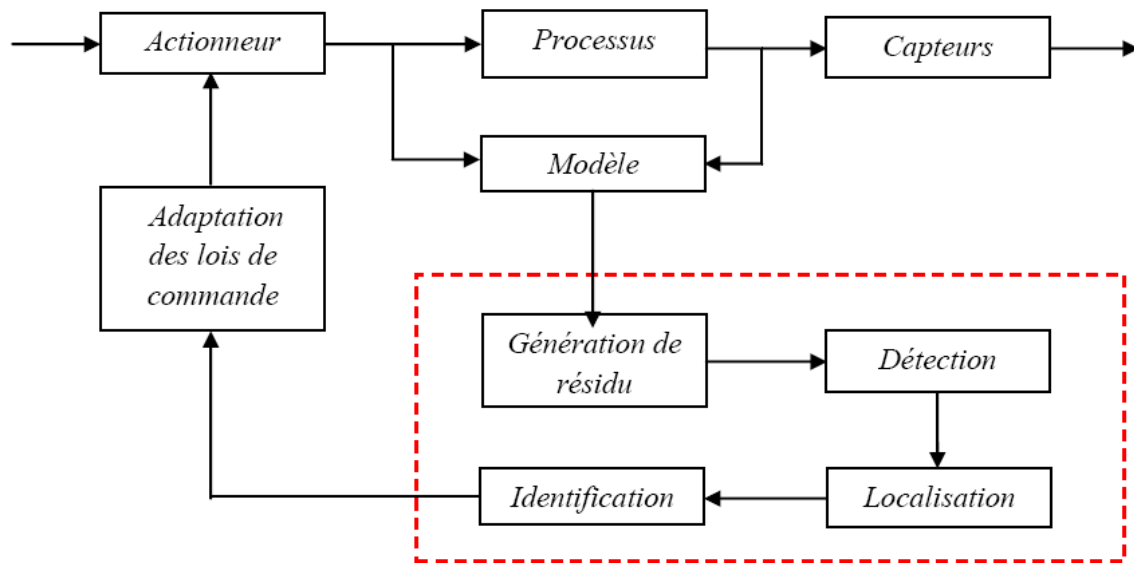 Actionneur
Processus
Capteurs
Modèle
Adaptation
des lois de
commande
Génération de
résidu
Détection
Identification
Localisation